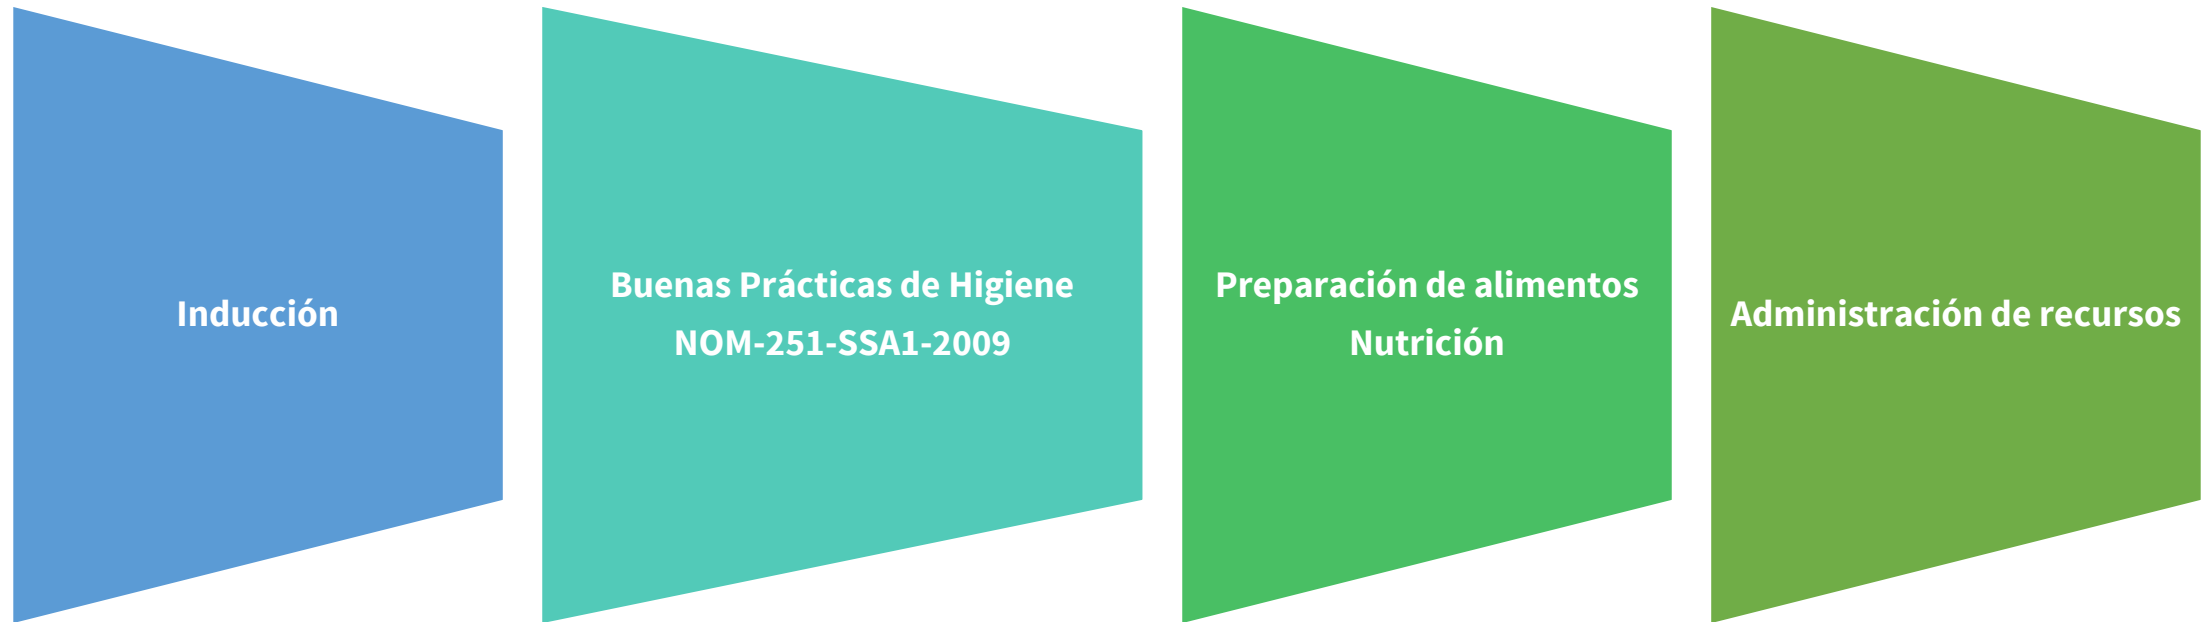 Inducción
Buenas Prácticas de Higiene
NOM-251-SSA1-2009
Preparación de alimentos
Nutrición
Administración de recursos